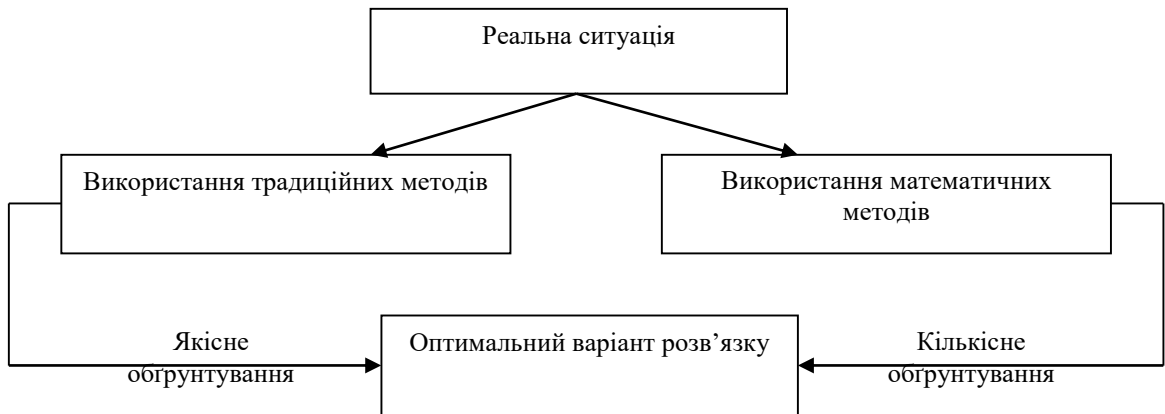 Реальна ситуація
Використання традиційних методів
Використання математичних
методів
Якісне
обґрунтування
Оптимальний варіант розв’язку
Кількісне
обґрунтування